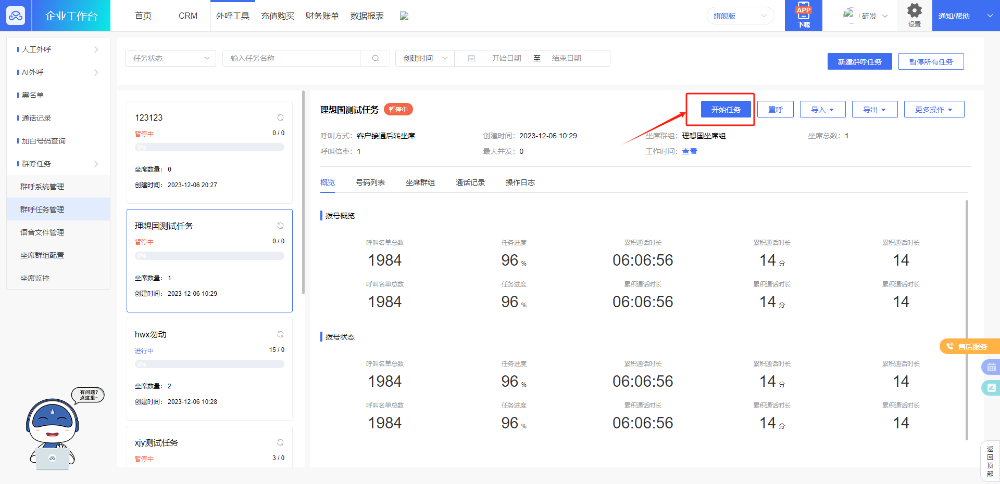 企业工作台
首页
CRM
外呼工具
充值购买
财务账单
数据报表
旗舰版
APP
下载
研发
设置
通知/帮助
人工外呼
AI外呼
黑名单
通话记录
加白号码查询
群呼任务
群呼系统管理
群呼任务管理
语音文件管理
坐席群组配置
坐席监控
有问题?
点这里~
任务状态
输入任务名称
创建时间
开始日期 至 结束日期
新建群呼任务
暂停所有任务
123123
暂停中 0 / 0
0%
坐席数量： 0
创建时间： 2023-12-06 20:27
理想国测试任务
暂停中 0 / 0
0%
坐席数量： 1
创建时间： 2023-12-06 10:29
hwx勿动
进行中 15 / 0
0%
坐席数量： 2
创建时间： 2023-12-06 10:28
xjy测试任务
暂停中 3 / 0
理想国测试任务 暂停中
开始任务 重呼 导入 导出 更多操作
呼叫方式： 客户接通后转坐席 创建时间： 2023-12-06 10:29 坐席群组： 理想国坐席组 坐席总数： 1
呼叫倍率： 1 最大并发： 0 工作时间： 查看
概览 号码列表 坐席群组 通话记录 操作日志
拨号概览
呼叫名单总数 任务进度 累积通话时长 累积通话时长 累积通话时长
1984 96 % 06:06:56 14 分 14
呼叫名单总数 任务进度 累积通话时长 累积通话时长 累积通话时长
1984 96 % 06:06:56 14 分 14
拨号状态
呼叫名单总数 任务进度 累积通话时长 累积通话时长 累积通话时长
1984 96 % 06:06:56 14 分 14
呼叫名单总数 任务进度 累积通话时长 累积通话时长 累积通话时长
1984 96 % 06:06:56 14 分 14
售后服务
返
回
顶
部